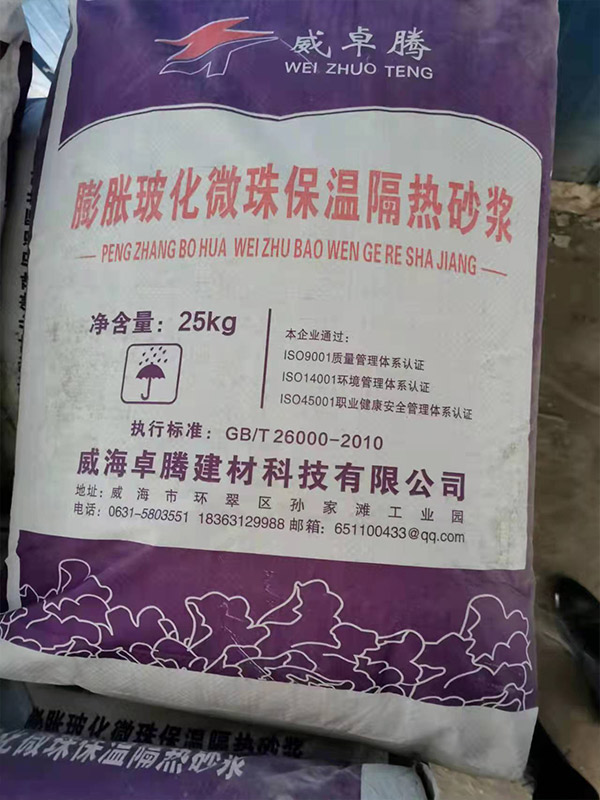 威卓腾
WEI ZHUO TENG
膨胀玻化微珠保温隔热砂浆
PENG ZHANG BO HUA WEI ZHU BAO WEN GE RE SHA JIANG
净含量：25kg
本企业通过：
ISO9001质量管理体系认证
ISO14001环境管理体系认证
ISO45001职业健康安全管理体系认证
执行标准：GB/T 26000-2010
威海卓腾建材科技有限公司
地址：威海市环翠区孙家滩工业园
电话：0631-5803551 18363129988 邮箱：651100433@qq.com
膨胀玻化微珠保温隔热砂浆
化微珠保温隔热砂浆